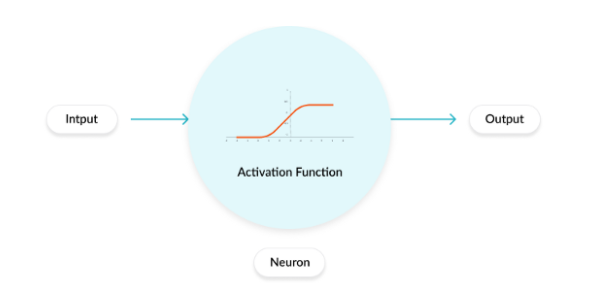 Intput
Output
Activation Function
Neuron